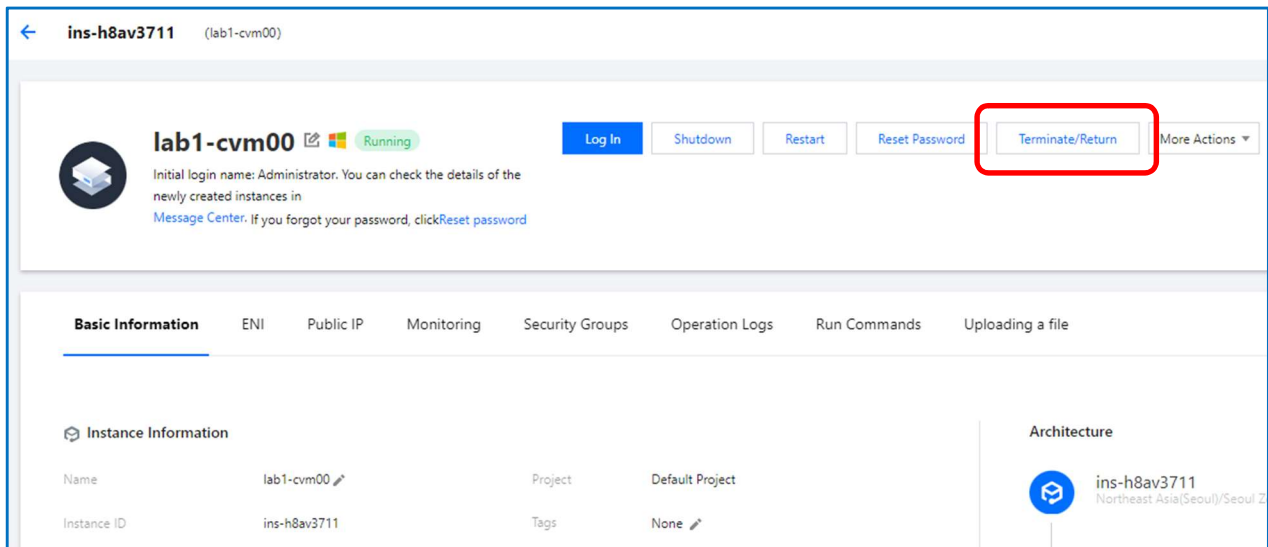 ins-h8av3711 (lab1-cvm00)
lab1-cvm00 Running
Log In Shutdown Restart Reset Password Terminate/Return More Actions
Initial login name: Administrator. You can check the details of the
newly created instances in
Message Center. If you forgot your password, clickReset password
Basic Information ENI Public IP Monitoring Security Groups Operation Logs Run Commands Uploading a file
Instance Information
Architecture
Name lab1-cvm00 Project Default Project
ins-h8av3711
Northeast Asia(Seoul)/Seoul
Instance ID ins-h8av3711 Tags None